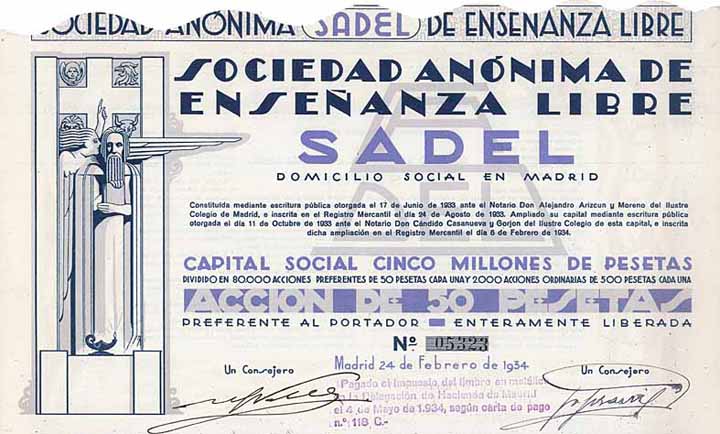 SOCIEDAD ANÓNIMA SADEL DE ENSEÑANZA LIBRE
SOCIEDAD ANÓNIMA DE
ENSEÑANZA LIBRE
SADEL
DOMICILIO SOCIAL EN MADRID
Constituída mediante escritura pública otorgada el 17 de Junio de 1933 ante el Notario Don Alejandro Arizcun y Moreno del Ilustre
Colegio de Madrid, e inscrita en el Registro Mercantil el día 24 de Agosto de 1933. Ampliado su capital mediante escritura pública
otorgada el día 11 de Octubre de 1933 ante el Notario Don Cándido Casanueva y Gorjon del Ilustre Colegio de esta capital, e inscrita
dicha ampliación en el Registro Mercantil el día 6 de Febrero de 1934.
CAPITAL SOCIAL CINCO MILLONES DE PESETAS
DIVIDIDO EN 80000 ACCIONES PREFERENTES DE 50 PESETAS CADA UNA Y 2000 ACCIONES ORDINARIAS DE 500 PESETAS CADA UNA
ACCIÓN DE 50 PESETAS
PREFERENTE AL PORTADOR - ENTERAMENTE LIBERADA
Nº 05323
Un Consejero
Madrid 24 de Febrero de 1934
Un Consejero
Pagado el impuesto del timbre en metálico
en la Delegación de Hacienda de Madrid
el 4 de Mayo de 1.934, según carta de pago
n.º 118 C.-